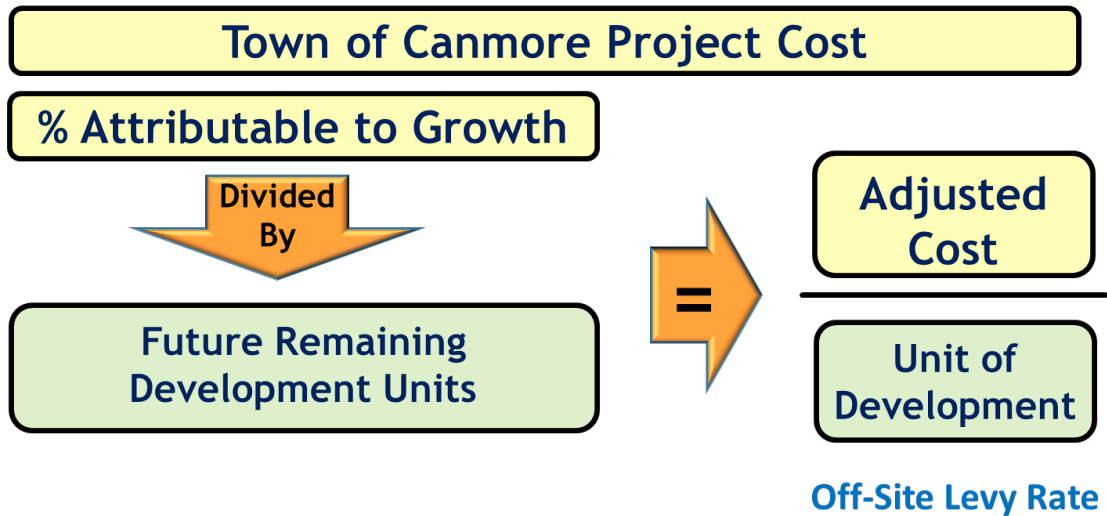 Town of Canmore Project Cost
% Attributable to Growth
Divided
By
Future Remaining
Development Units
=
Adjusted
Cost
Unit of
Development
Off-Site Levy Rate